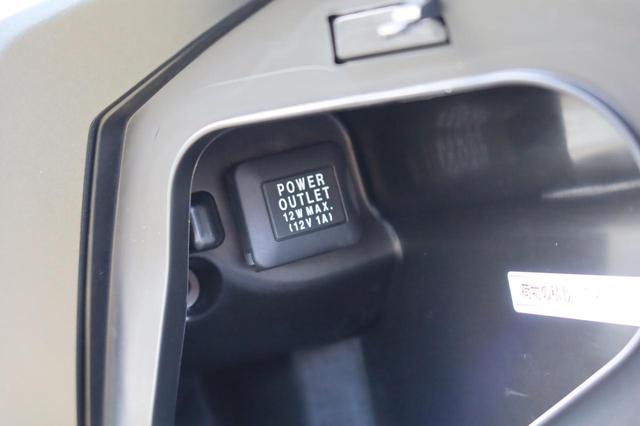 POWER
OUTLET
12W MAX.
(12V 1A)